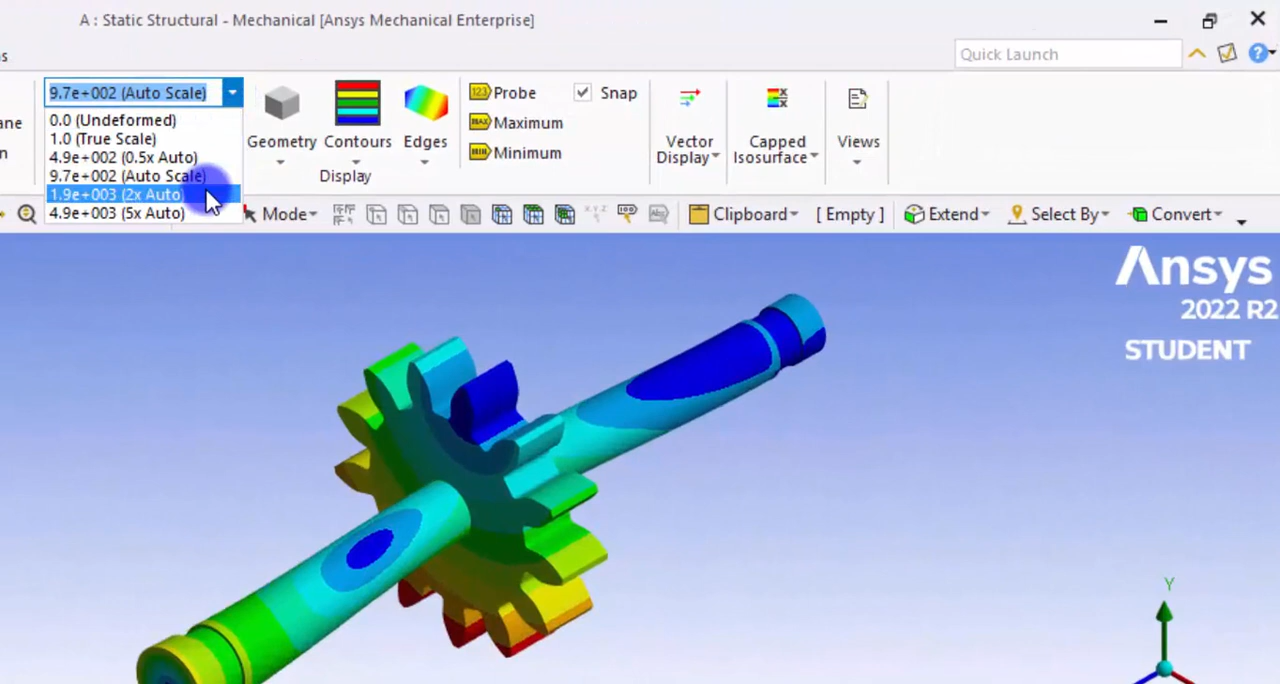 A : Static Structural - Mechanical [Ansys Mechanical Enterprise]
s
Quick Launch
9.7e+002 (Auto Scale)
0.0 (Undeformed)
1.0 (True Scale)
4.9e+002 (0.5x Auto)
9.7e+002 (Auto Scale)
1.9e+003 (2x Auto)
4.9e+003 (5x Auto)
ane
n
Geometry
Contours
Edges
Display
Probe
Snap
Maximum
Minimum
Vector
Display
Capped
Isosurface
Views
Mode
Clipboard
[ Empty ]
Extend
Select By
Convert
Ansys
2022 R2
STUDENT
Y